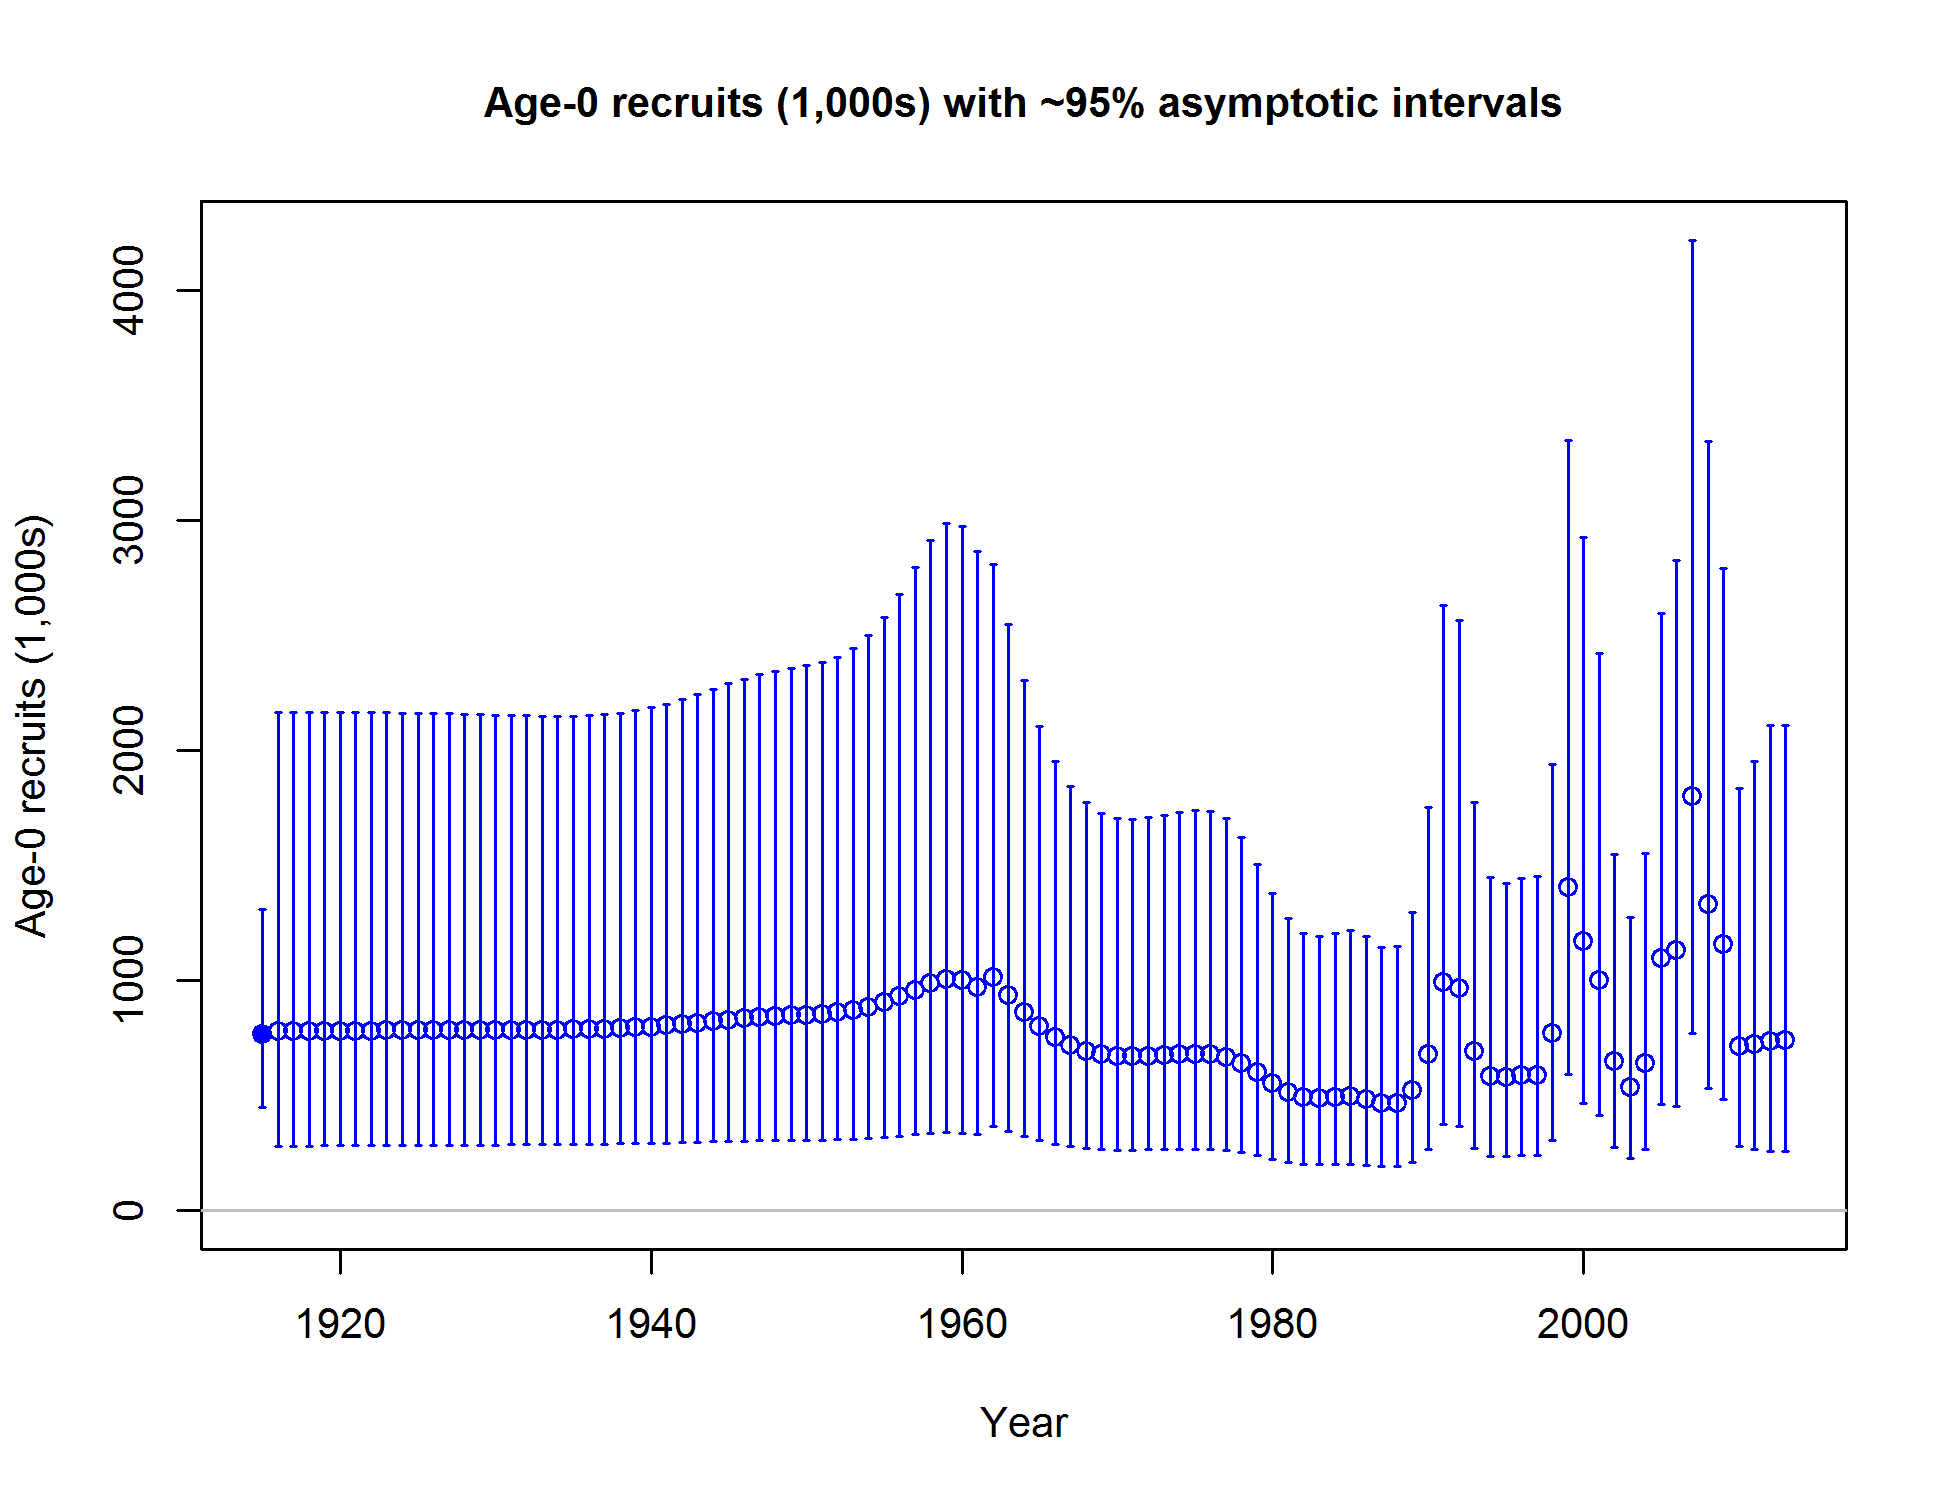 Age-0 recruits (1,000s) with ~95% asymptotic intervals
Age-0 recruits (1,000s)
4000
3000
2000
1000
0
1920 1940 1960 1980 2000
Year